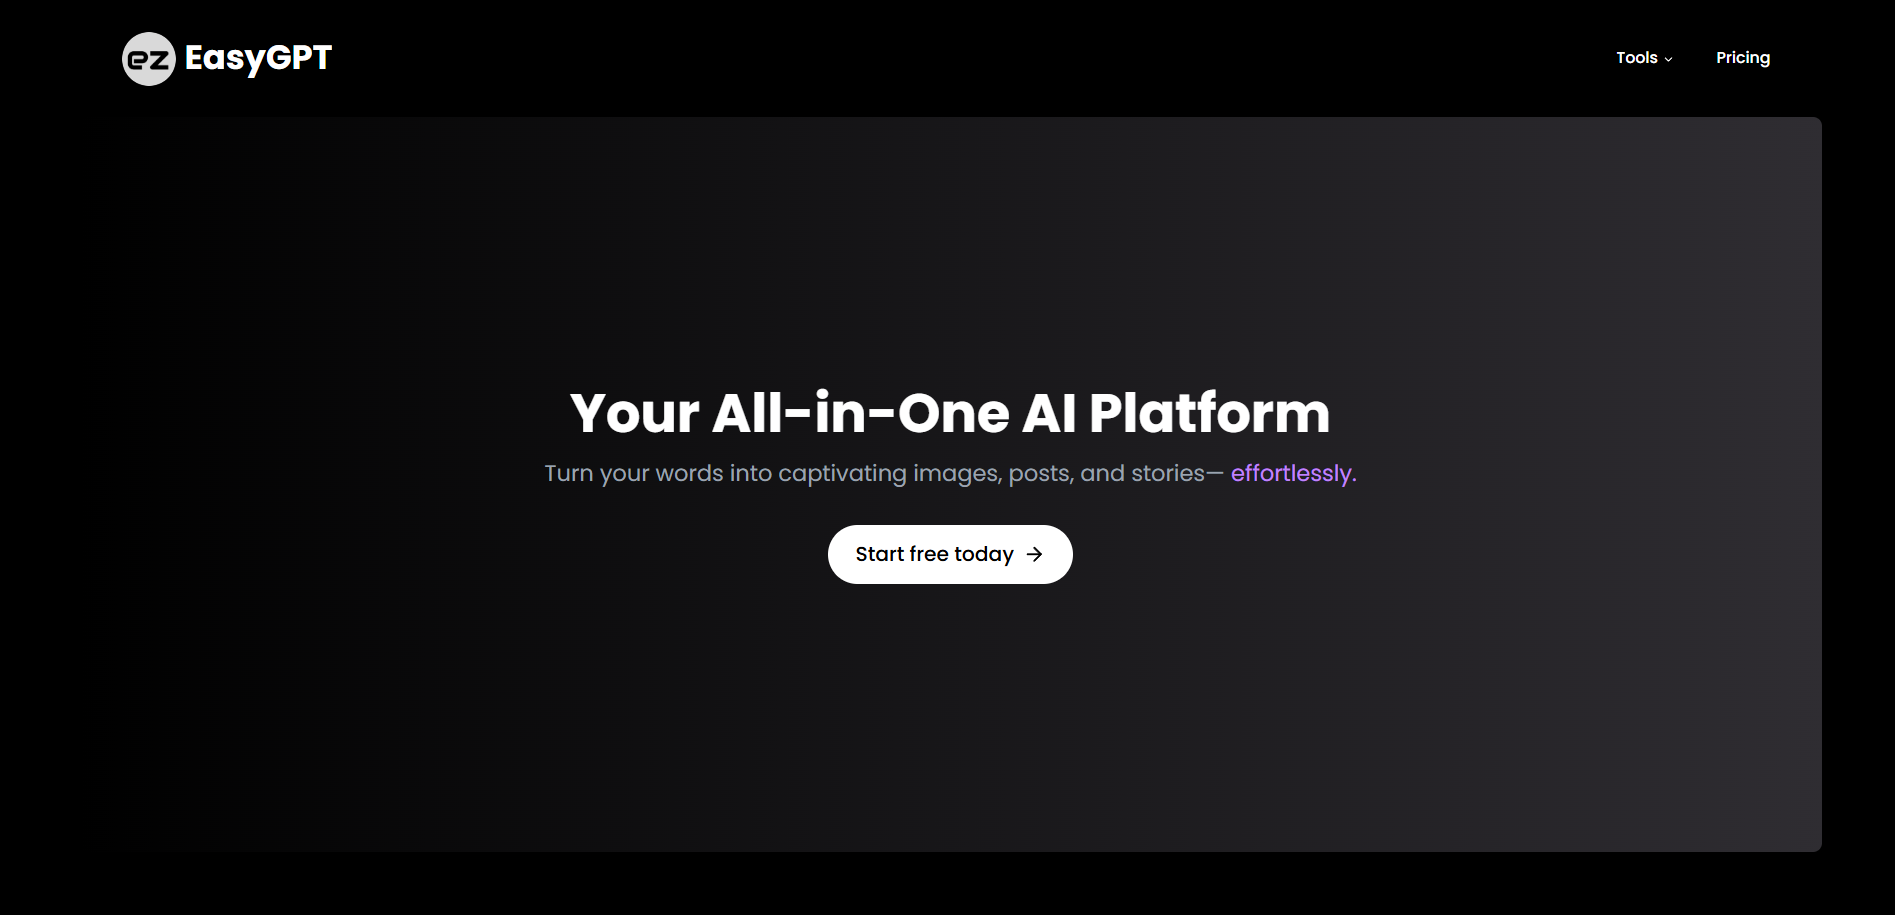 ez EasyGPT
Tools
Pricing
Your All-in-One AI Platform
Turn your words into captivating images, posts, and stories— effortlessly.
Start free today →